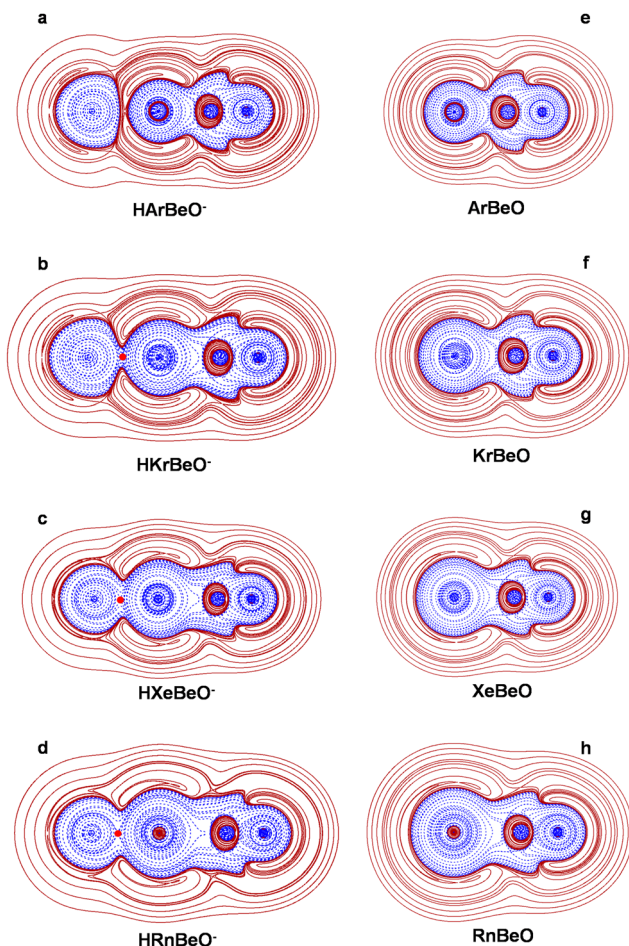 a
e
HArBeO⁻
ArBeO
b
f
HKrBeO⁻
KrBeO
c
g
HXeBeO⁻
XeBeO
d
h
HRnBeO⁻
RnBeO